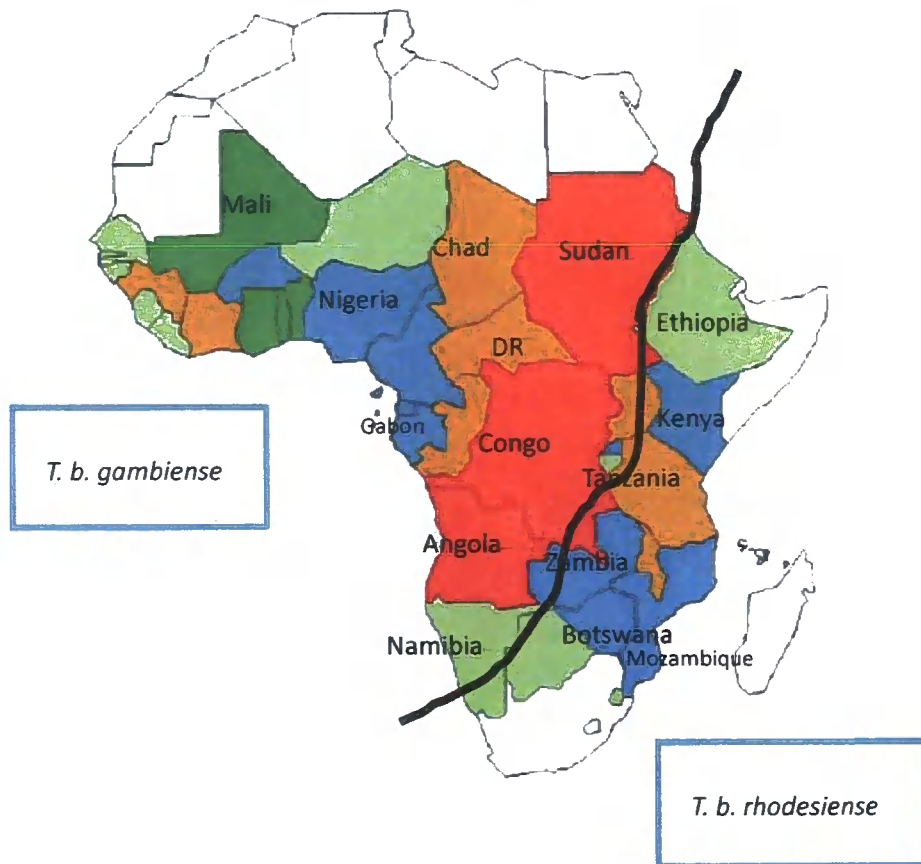 Mali
Chad
Sudan
Nigeria
Ethiopia
DR
Gabon
Kenya
Congo
T. b. gambiense
Tanzania
Angola
Zambia
Namibia
Botswana
Mozambique
T. b. rhodesiense